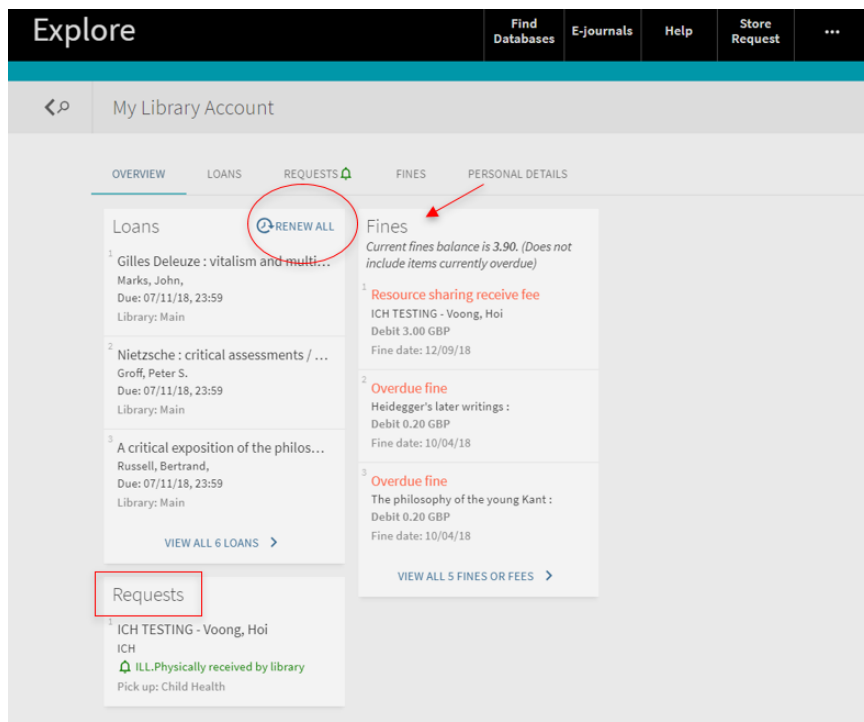 Explore
Find
Databases
E-journals
Help
Store
Request
...
My Library Account
OVERVIEW
LOANS
REQUESTS
FINES
PERSONAL DETAILS
Loans
RENEW ALL
1
Gilles Deleuze : vitalism and multi...
Marks, John,
Due: 07/11/18, 23:59
Library: Main
2
Nietzsche : critical assessments / ...
Groff, Peter S.
Due: 07/11/18, 23:59
Library: Main
3
A critical exposition of the philos...
Russell, Bertrand,
Due: 07/11/18, 23:59
Library: Main
VIEW ALL 6 LOANS
Requests
1
ICH TESTING - Voong, Hoi
ICH
ILL.Physically received by library
Pick up: Child Health
Fines
Current fines balance is 3.90. (Does not
include items currently overdue)
1
Resource sharing receive fee
ICH TESTING - Voong, Hoi
Debit 3.00 GBP
Fine date: 12/09/18
2
Overdue fine
Heidegger's later writings :
Debit 0.20 GBP
Fine date: 10/04/18
3
Overdue fine
The philosophy of the young Kant :
Debit 0.20 GBP
Fine date: 10/04/18
VIEW ALL 5 FINES OR FEES